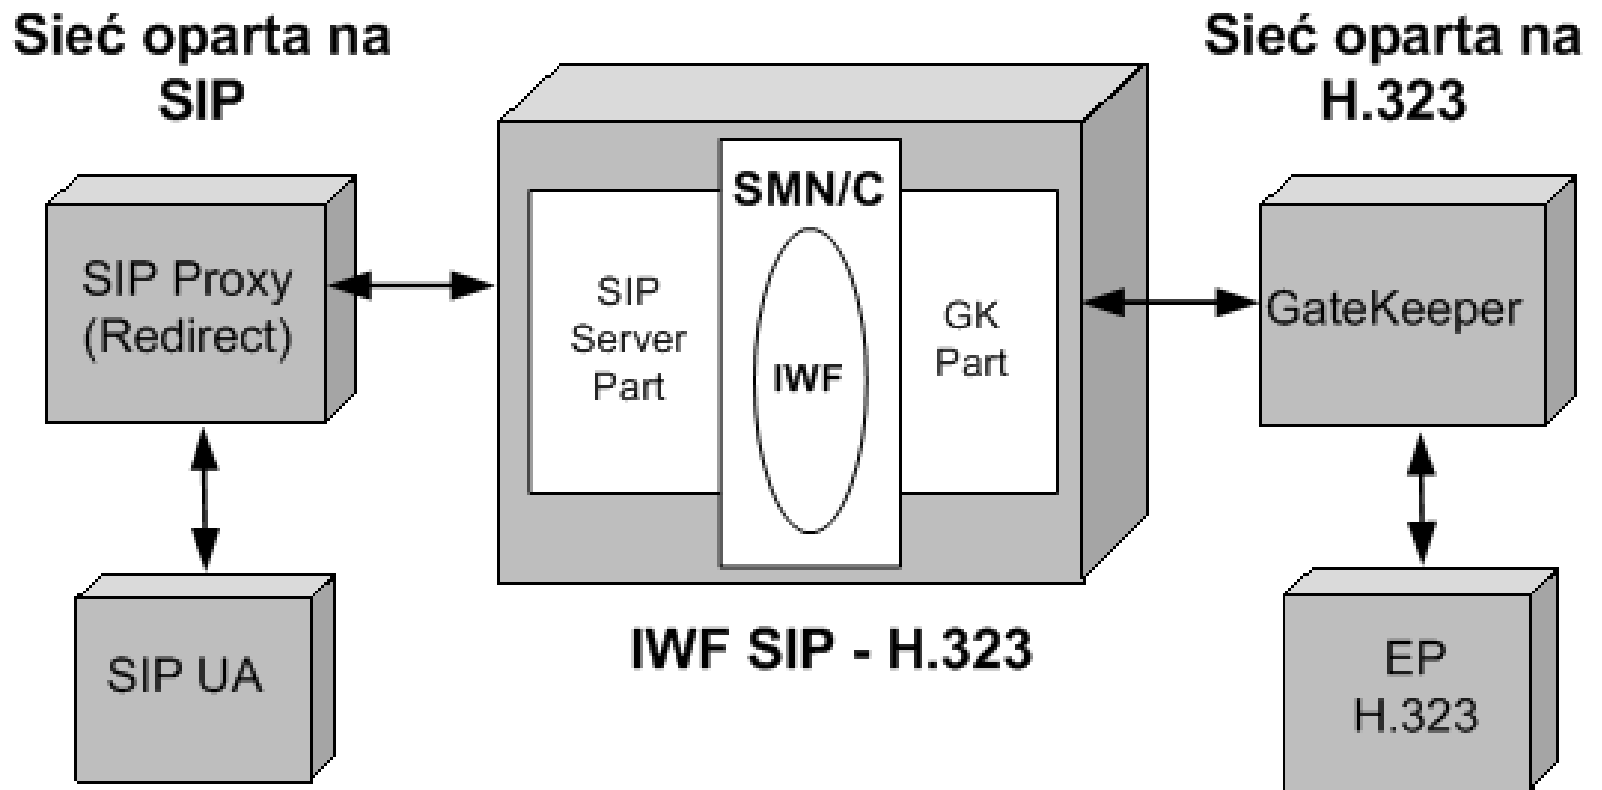 Sieć oparta na
SIP
Sieć oparta na
H.323
SMN/C
SIP Proxy
(Redirect)
SIP
Server
Part
IWF
GK
Part
GateKeeper
SIP UA
IWF SIP - H.323
EP
H.323